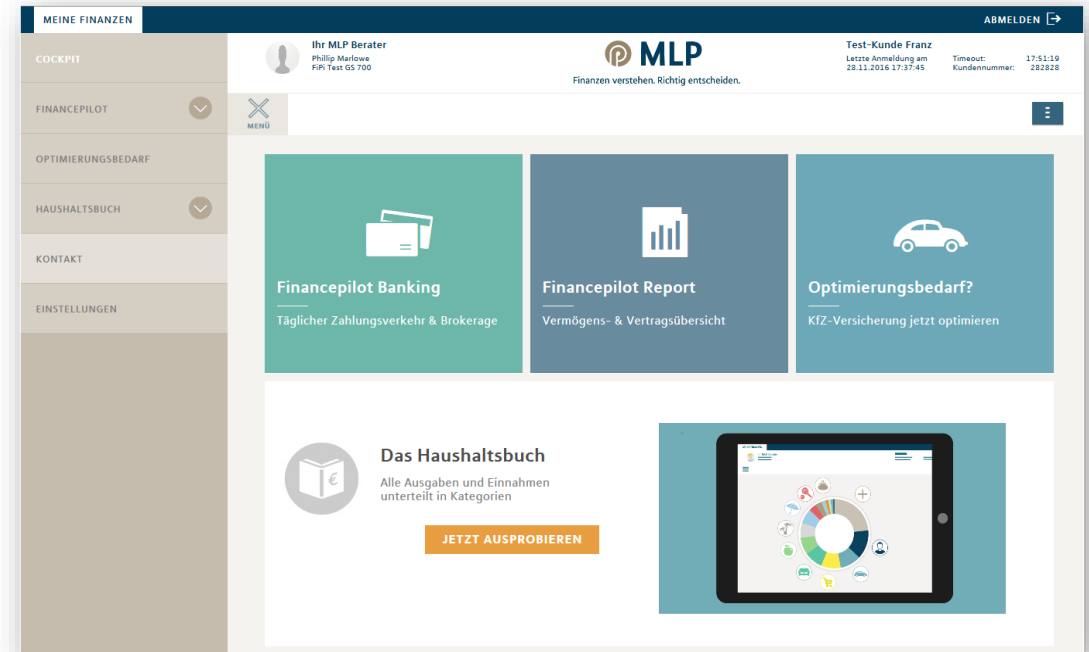 MEINE FINANZEN
ABMELDEN
COCKPIT
FINANCEPILOT
OPTIMIERUNGSBEDARF
HAUSHALTSBUCH
KONTAKT
EINSTELLUNGEN
Ihr MLP Berater
Phillip Marlowe
FiPi Test GS 700
MLP
Finanzen verstehen. Richtig entscheiden.
Test-Kunde Franz
Letzte Anmeldung am
28.11.2016 17:37:45
Timeout: 17:51:19
Kundennummer: 282828
MENÜ
Financepilot Banking
Täglicher Zahlungsverkehr & Brokerage
Financepilot Report
Vermögens- & Vertragsübersicht
Optimierungsbedarf?
KfZ-Versicherung jetzt optimieren
€
Das Haushaltsbuch
Alle Ausgaben und Einnahmen
unterteilt in Kategorien
JETZT AUSPROBIEREN